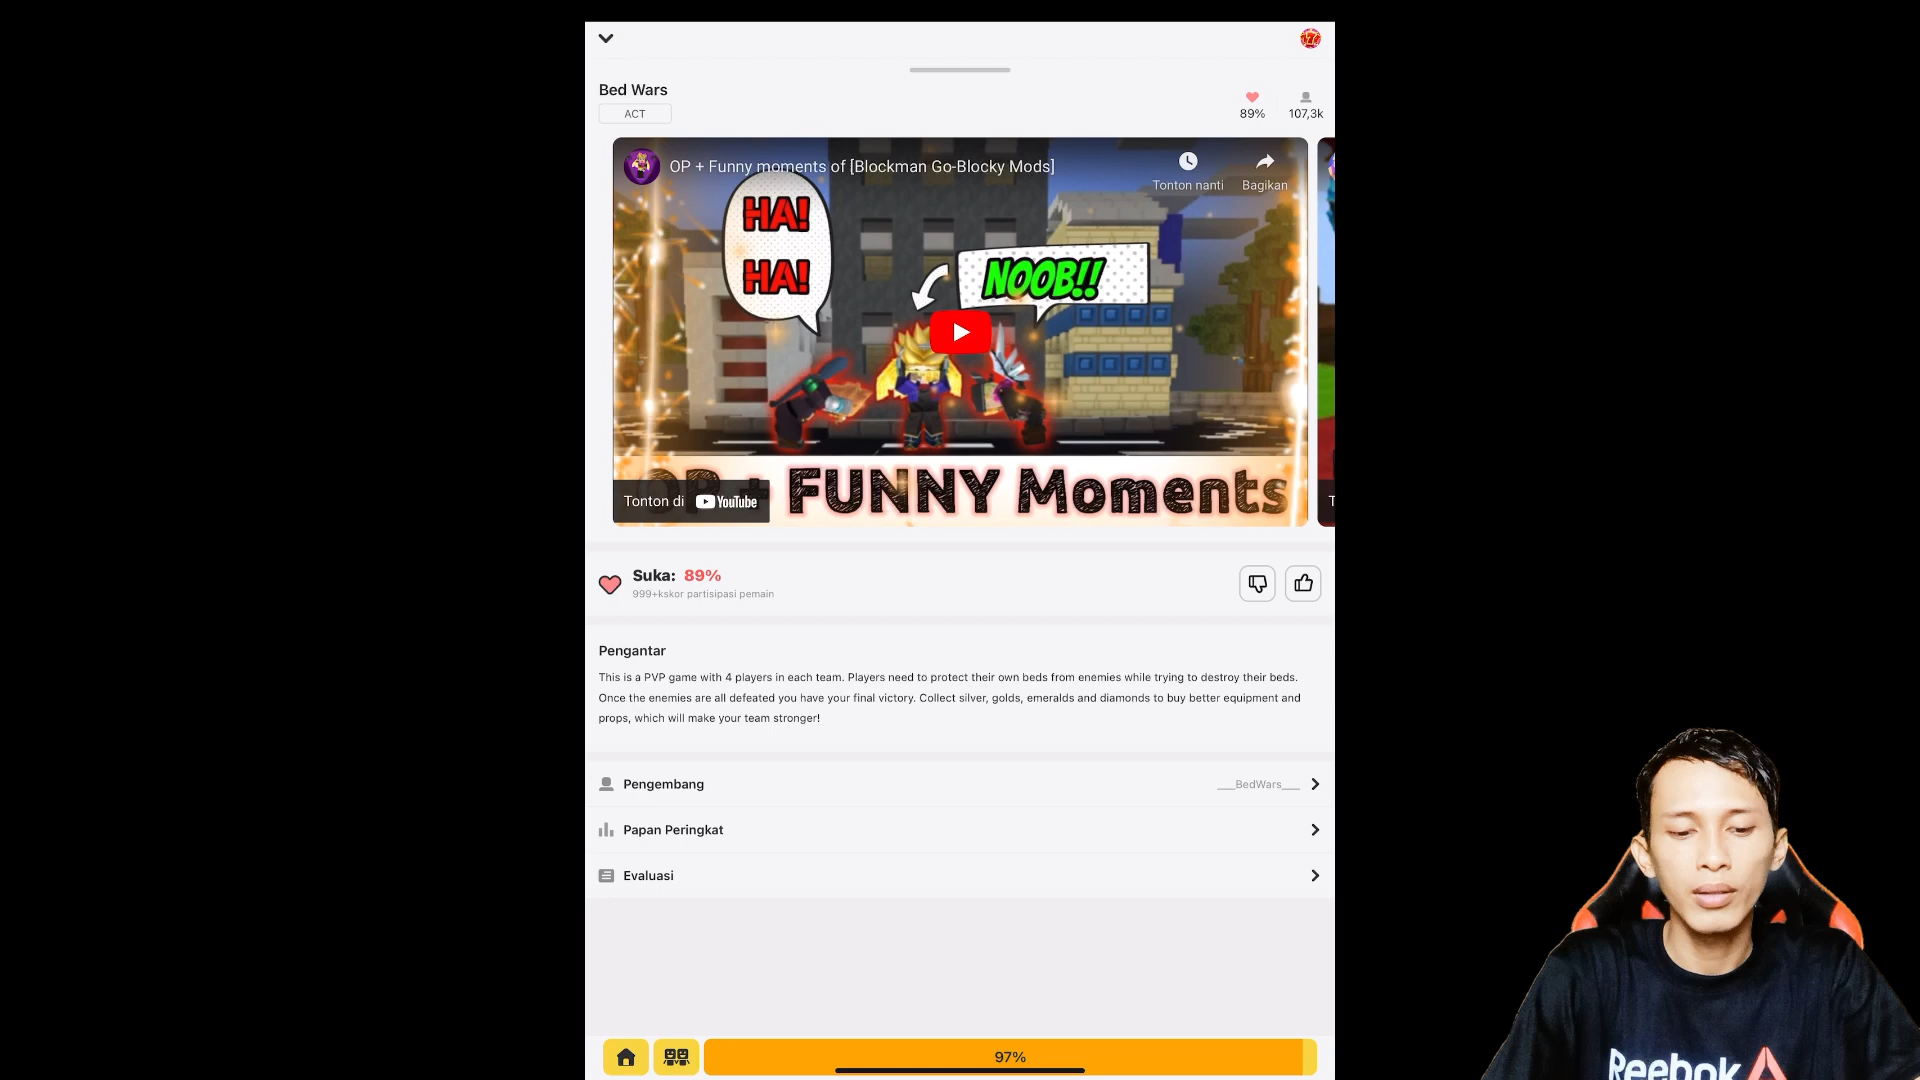 Bed Wars
ACT
89%
107,3k
OP + Funny moments of [Blockman Go-Blocky Mods]
Tonton nanti
Bagikan
HA!
HA!
NOOB!!
OP + FUNNY Moments
Tonton di YouTube
Suka: 89%
999+kskor partisipasi pemain
Pengantar
This is a PVP game with 4 players in each team. Players need to protect their own beds from enemies while trying to destroy their beds.
Once the enemies are all defeated you have your final victory. Collect silver, golds, emeralds and diamonds to buy better equipment and
props, which will make your team stronger!
Pengembang
___BedWars___
Papan Peringkat
Evaluasi
97%
Reebok